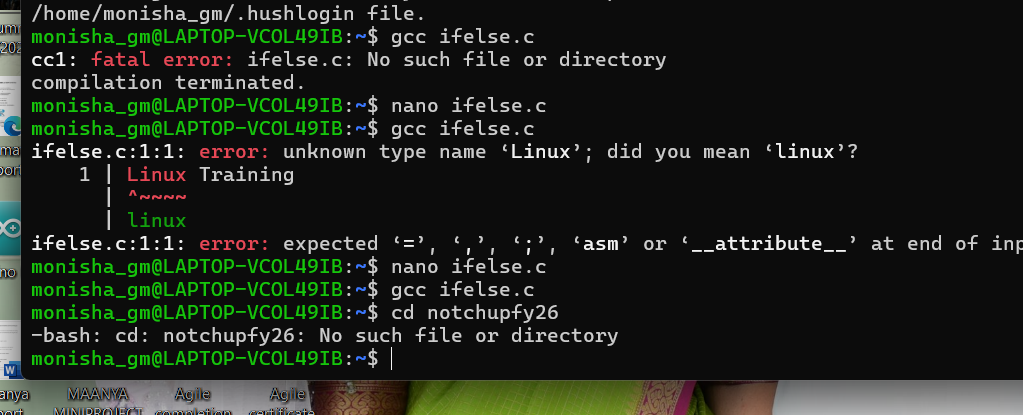 /home/monisha_gm/.hushlogin file.
monisha_gm@LAPTOP-VCOL49IB:~$ gcc ifelse.c
cc1: fatal error: ifelse.c: No such file or directory
compilation terminated.
monisha_gm@LAPTOP-VCOL49IB:~$ nano ifelse.c
monisha_gm@LAPTOP-VCOL49IB:~$ gcc ifelse.c
ifelse.c:1:1: error: unknown type name ‘Linux’; did you mean ‘linux’?
    1 | Linux Training
      | ^~~~~
      | linux
ifelse.c:1:1: error: expected ‘=’, ‘,’, ‘;’, ‘asm’ or ‘__attribute__’ at end of inp
monisha_gm@LAPTOP-VCOL49IB:~$ nano ifelse.c
monisha_gm@LAPTOP-VCOL49IB:~$ gcc ifelse.c
monisha_gm@LAPTOP-VCOL49IB:~$ cd notchupfy26
-bash: cd: notchupfy26: No such file or directory
monisha_gm@LAPTOP-VCOL49IB:~$
MAANYA Agile Agile
MINIPROJECT completion certificate